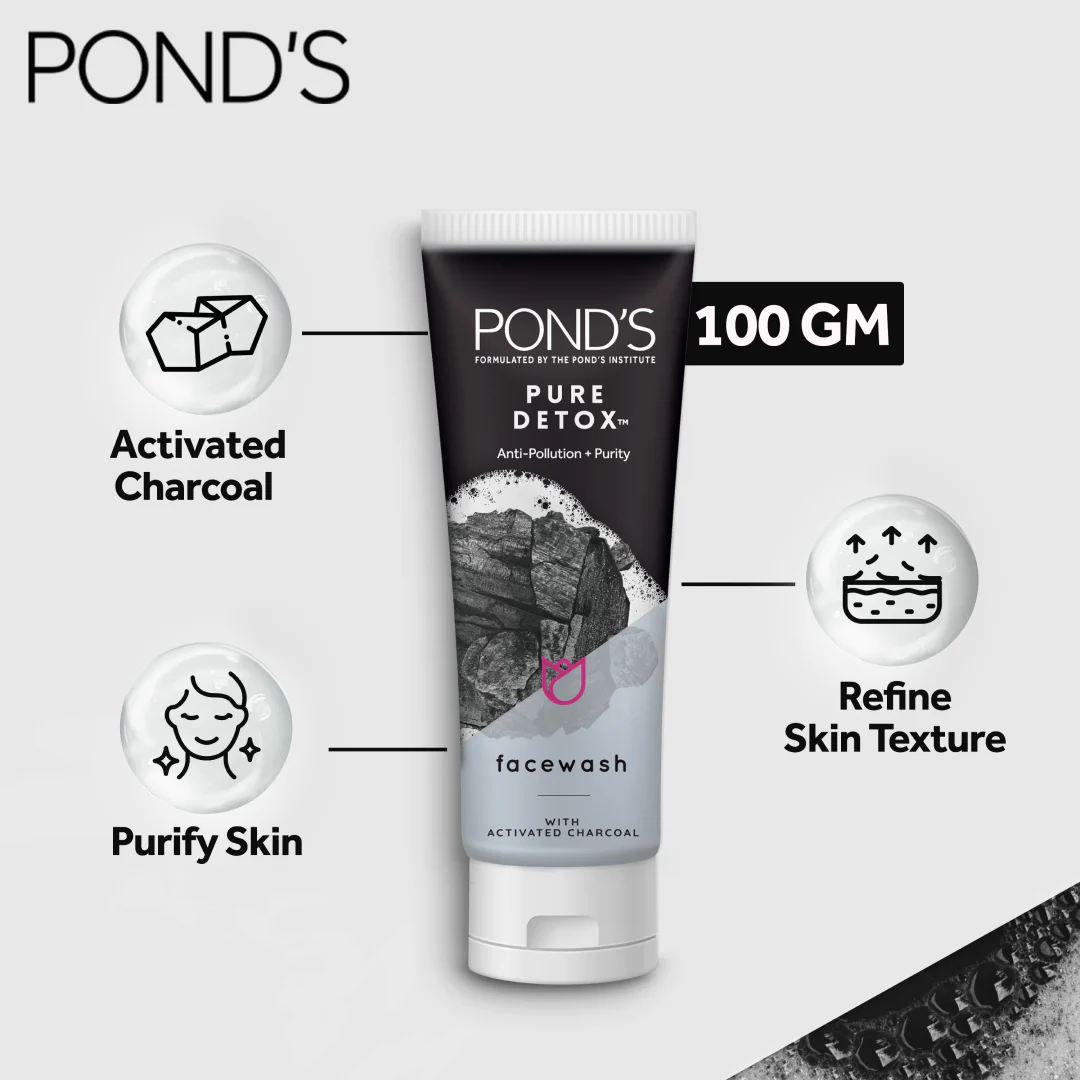 POND'S
POND'S
FORMULATED BY THE POND'S INSTITUTE
PURE
DETOX™
Anti-Pollution + Purity
100 GM
Activated
Charcoal
Refine
Skin Texture
Purify Skin
facewash
WITH
ACTIVATED CHARCOAL